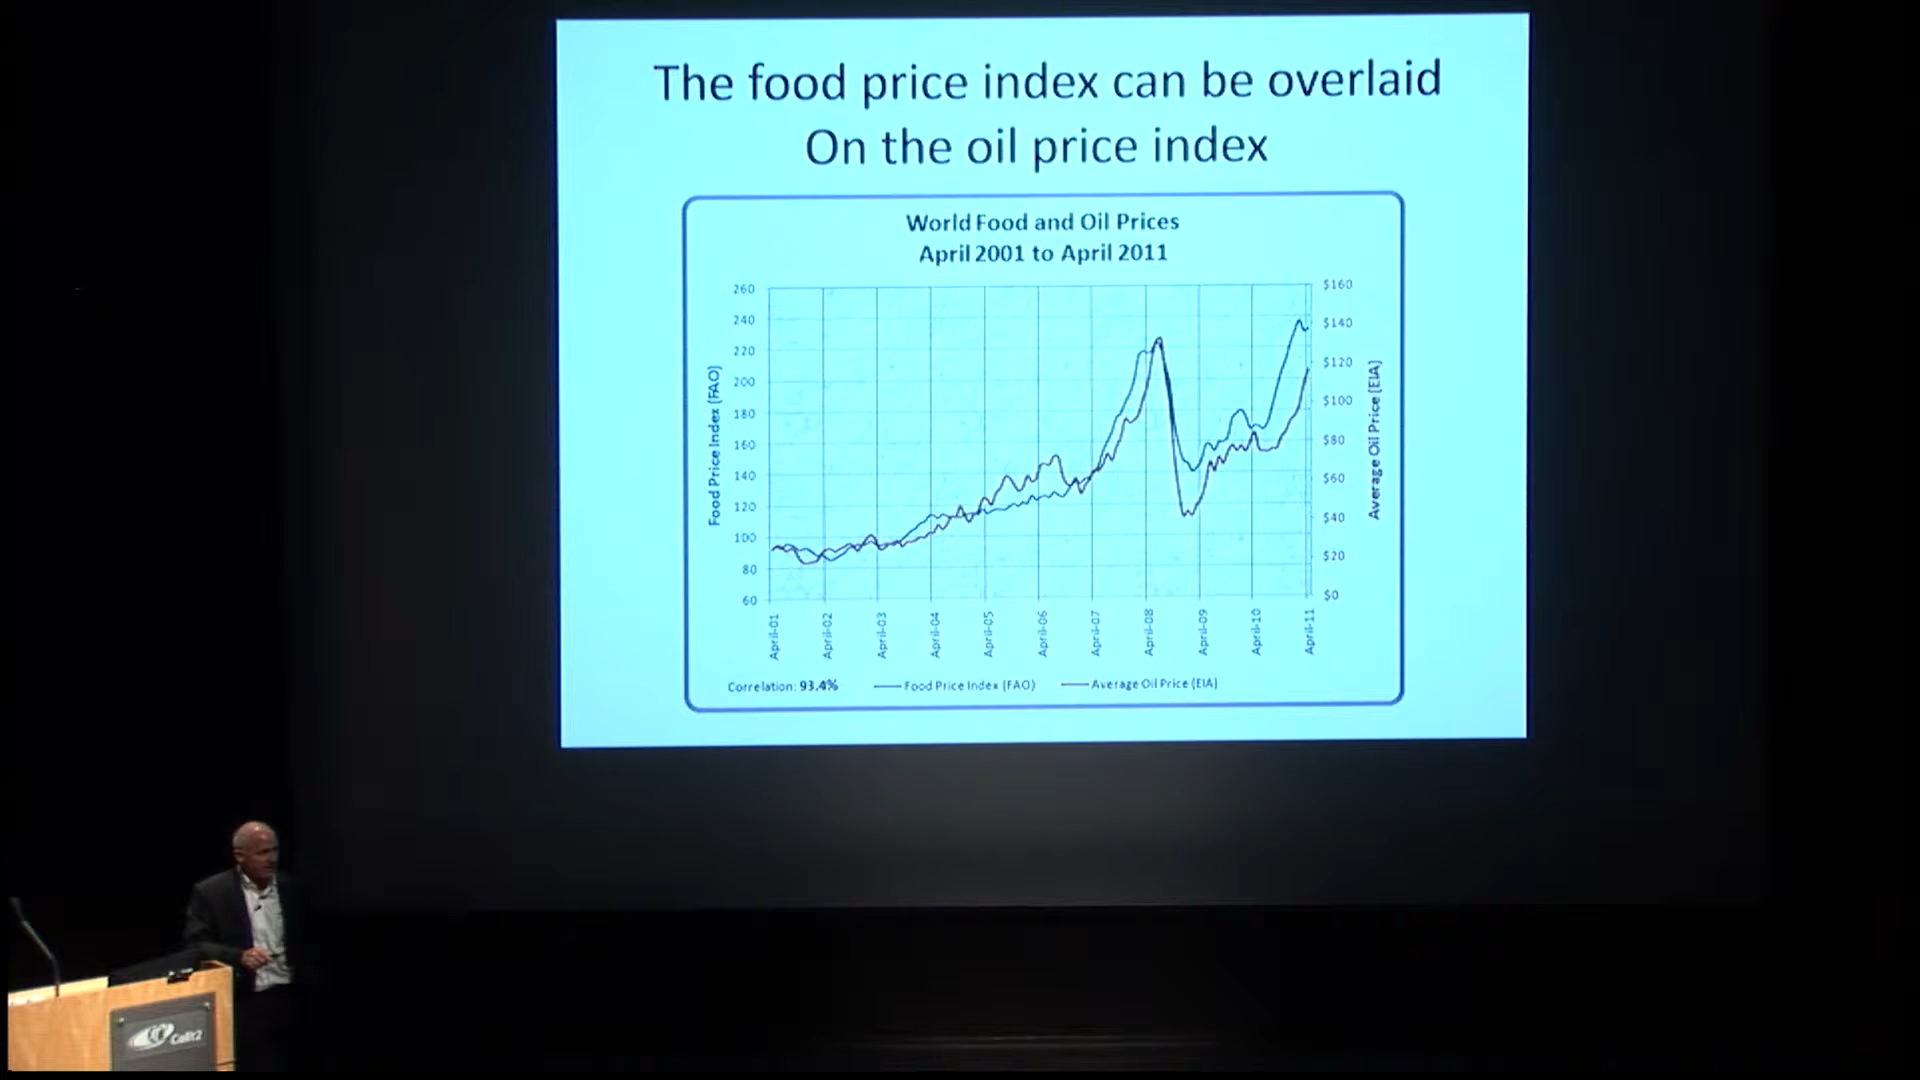 The food price index can be overlaid
On the oil price index
World Food and Oil Prices
April 2001 to April 2011
Food Price Index (FAO)
260
240
220
200
180
160
140
120
100
80
60
$160
$140
$120
$100
$80
$60
$40
$20
$0
Average Oil Price (EIA)
April-01
April-02
April-03
April-04
April-05
April-06
April-07
April-08
April-09
April-10
April-11
Correlation: 93.4%
Food Price Index (FAO)
Average Oil Price (EIA)
Calit2